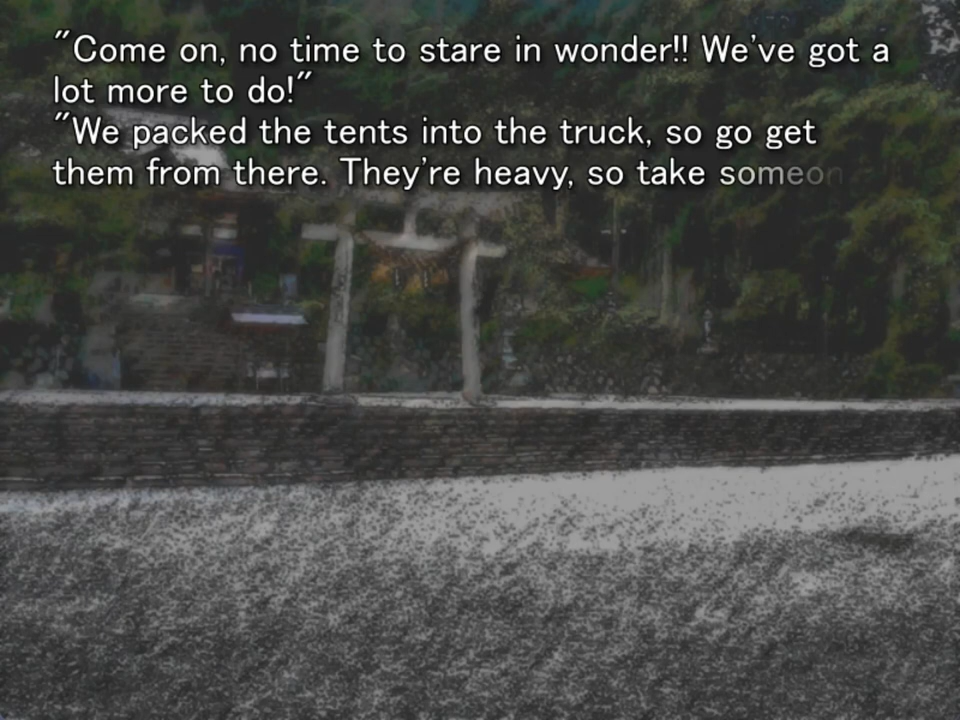 "Come on, no time to stare in wonder!! We've got a
lot more to do!"
"We packed the tents into the truck, so go get
them from there. They're heavy, so take someon